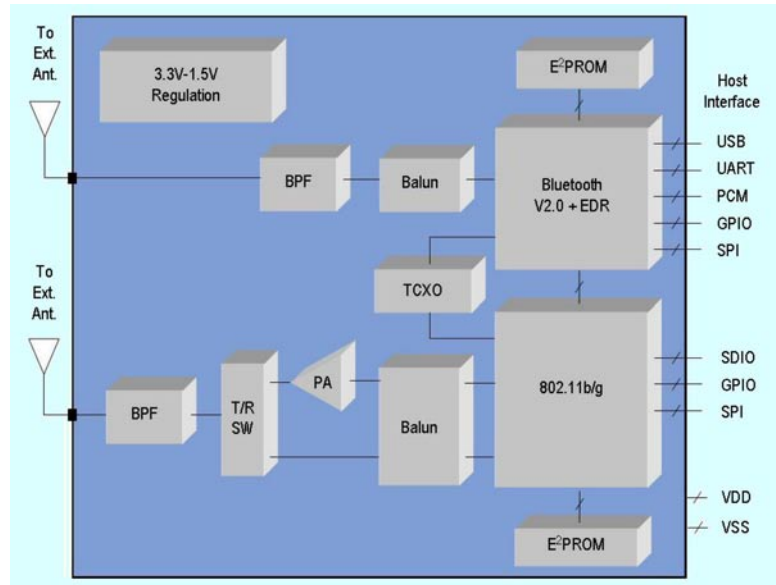 To
Ext.
Ant.
3.3V-1.5V
Regulation
E²PROM
Host
Interface
BPF
Balun
Bluetooth
V2.0 + EDR
USB
UART
PCM
GPIO
SPI
To
Ext.
Ant.
TCXO
BPF
T/R
SW
PA
Balun
802.11b/g
SDIO
GPIO
SPI
VDD
VSS
E²PROM